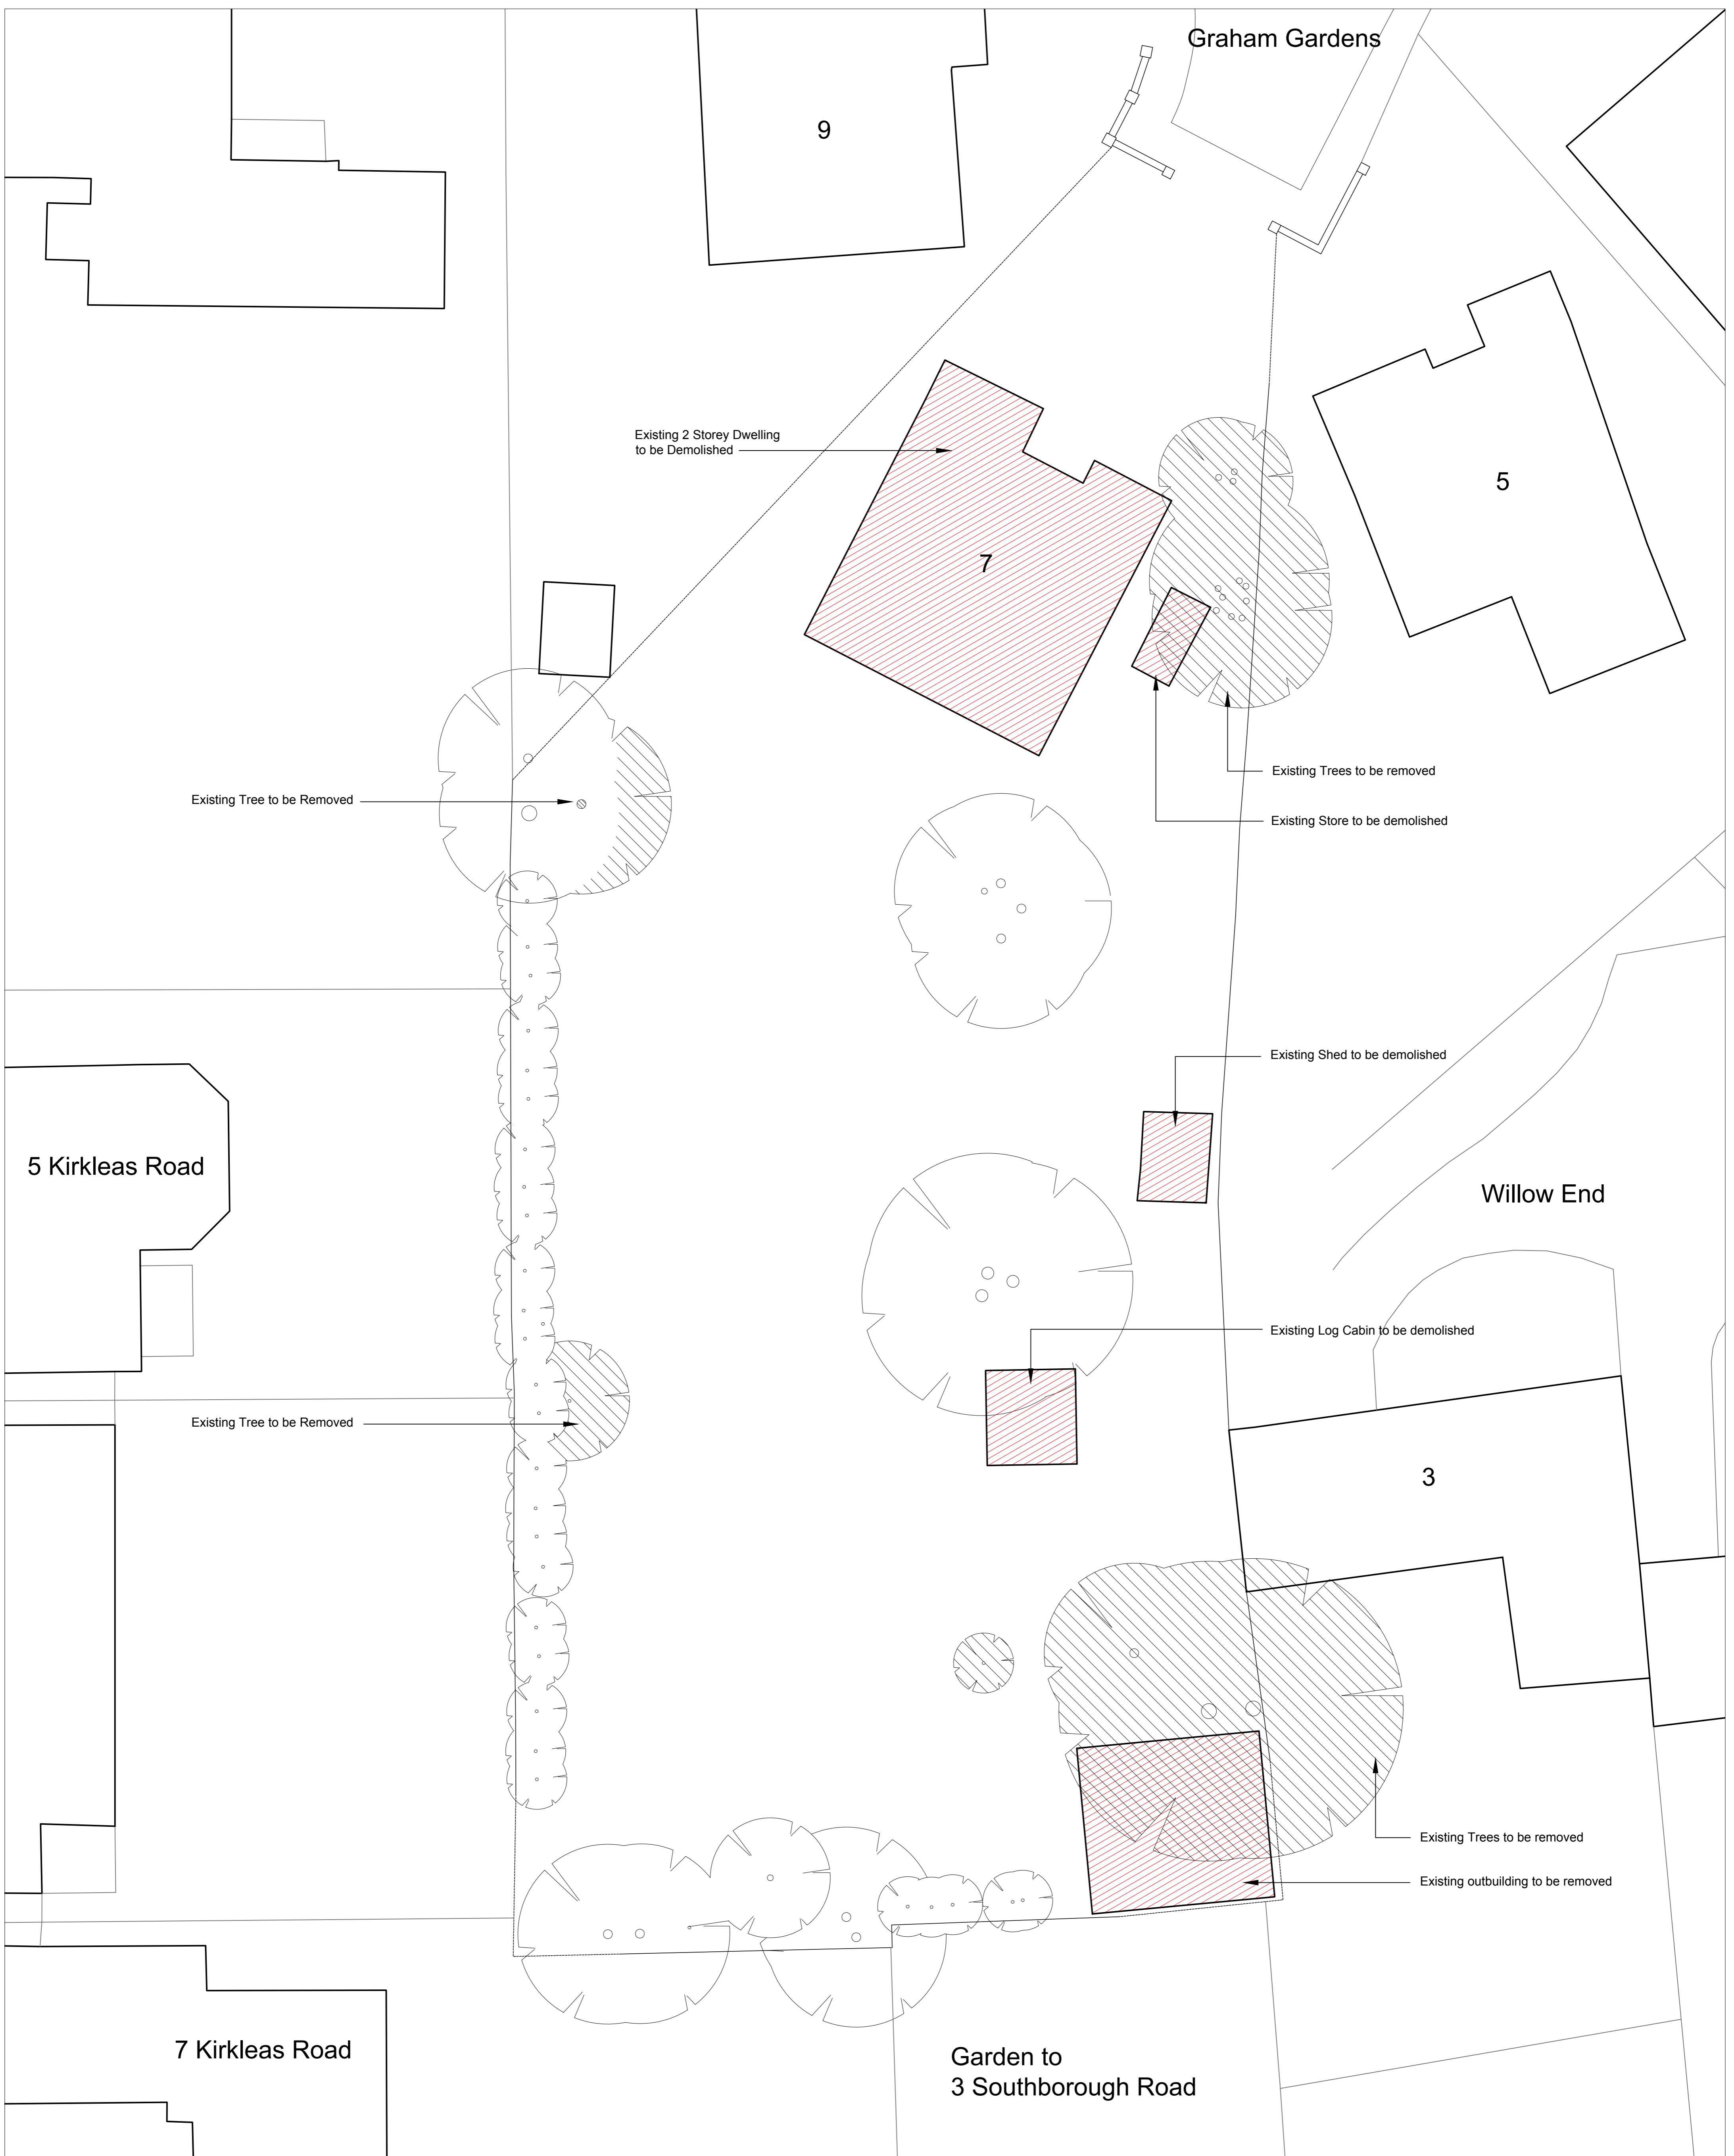 Graham Gardens
9
Existing 2 Storey Dwelling
to be Demolished
5
7
Existing Trees to be removed
Existing Tree to be Removed
Existing Store to be demolished
Existing Shed to be demolished
5 Kirkleas Road
Willow End
Existing Log Cabin to be demolished
Existing Tree to be Removed
3
Existing Trees to be removed
Existing outbuilding to be removed
7 Kirkleas Road
Garden to
3 Southborough Road